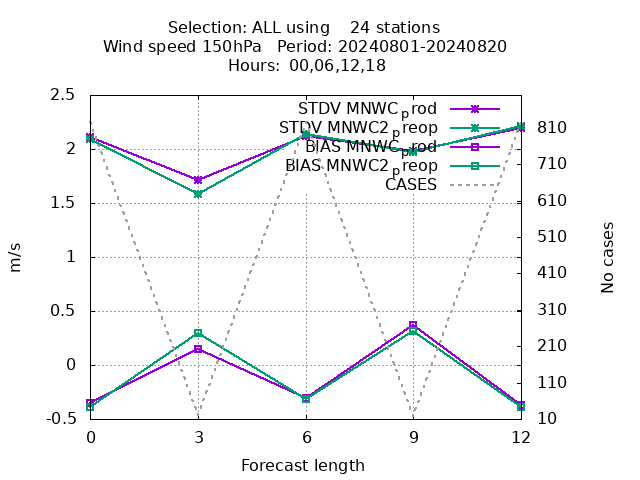 Selection: ALL using    24 stations
Wind speed 150hPa   Period: 20240801-20240820
Hours: 00,06,12,18
STDV MNWC_prod
STDV MNWC2_preop
BIAS MNWC_prod
BIAS MNWC2_preop
CASES
2.5
2
1.5
1
0.5
0
-0.5
m/s
810
710
610
510
410
310
210
110
10
No cases
0 3 6 9 12
Forecast length